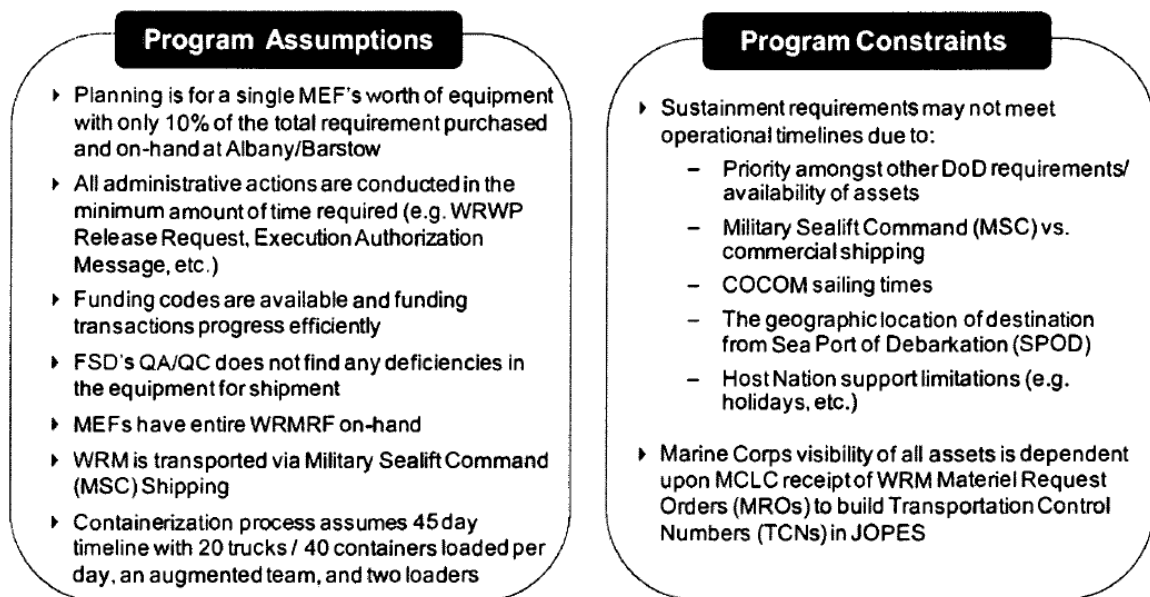 Program Assumptions
‣ Planning is for a single MEF's worth of equipment
with only 10% of the total requirement purchased
and on-hand at Albany/Barstow
‣ All administrative actions are conducted in the
minimum amount of time required (e.g. WRWP
Release Request, Execution Authorization
Message, etc.)
‣ Funding codes are available and funding
transactions progress efficiently
‣ FSD's QA/QC does not find any deficiencies in
the equipment for shipment
‣ MEFs have entire WRMRF on-hand
‣ WRM is transported via Military Sealift Command
(MSC) Shipping
‣ Containerization process assumes 45 day
timeline with 20 trucks / 40 containers loaded per
day, an augmented team, and two loaders
Program Constraints
‣ Sustainment requirements may not meet
operational timelines due to:
– Priority amongst other DoD requirements/
availability of assets
– Military Sealift Command (MSC) vs.
commercial shipping
– COCOM sailing times
– The geographic location of destination
from Sea Port of Debarkation (SPOD)
– Host Nation support limitations (e.g.
holidays, etc.)
‣ Marine Corps visibility of all assets is dependent
upon MCLC receipt of WRM Materiel Request
Orders (MROs) to build Transportation Control
Numbers (TCNs) in JOPES